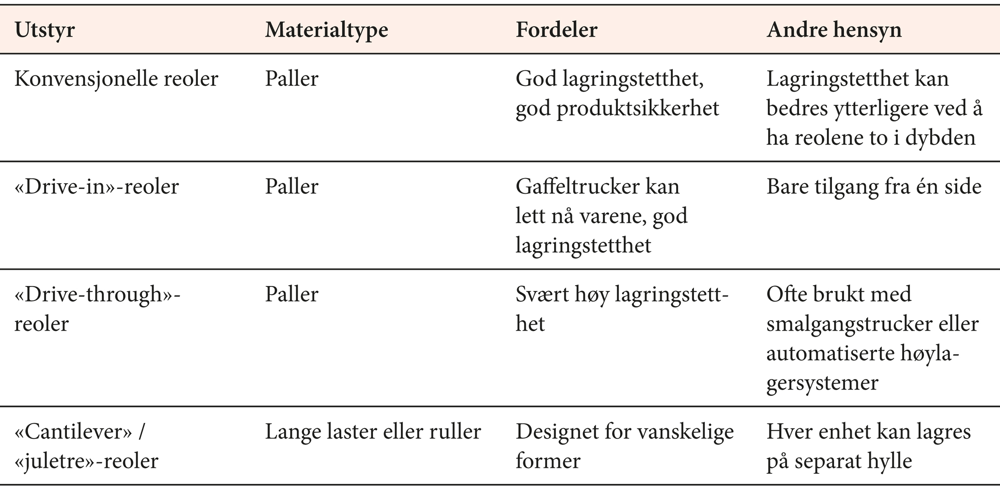 Utstyr Materialtype Fordeler Andre hensyn
Konvensjonelle reoler Paller God lagringstetthet, Lagringstetthet kan
god produktsikkerhet bedres ytterligere ved å
ha reolene to i dybden
«Drive-in»-reoler Paller Gaffeltrucker kan Bare tilgang fra én side
lett nå varene, god
lagringstetthet
«Drive-through»- Paller Svært høy lagringstett- Ofte brukt med
reoler het smalgangstrucker eller
automatiserte høyla-
gersystemer
«Cantilever» / Lange laster eller ruller Designet for vanskelige Hver enhet kan lagres
«juletre»-reoler former på separat hylle